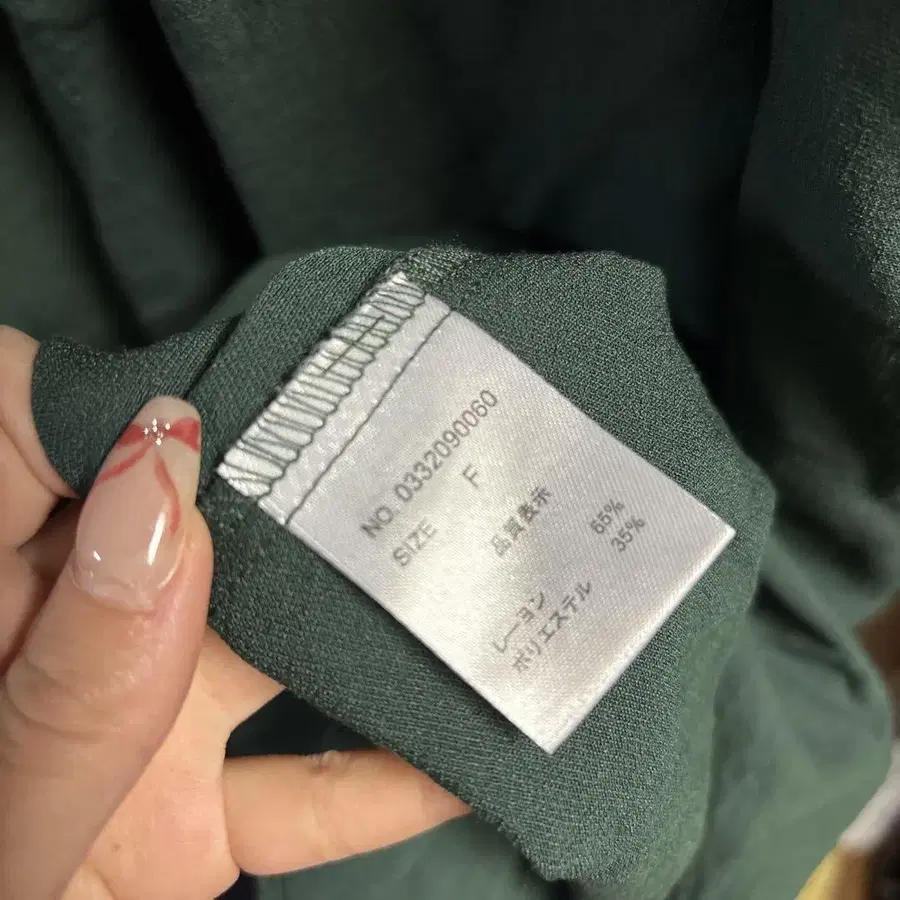 NO 0332090060
SIZE F
品質表示
レーヨン 65%
ポリエステル 35%